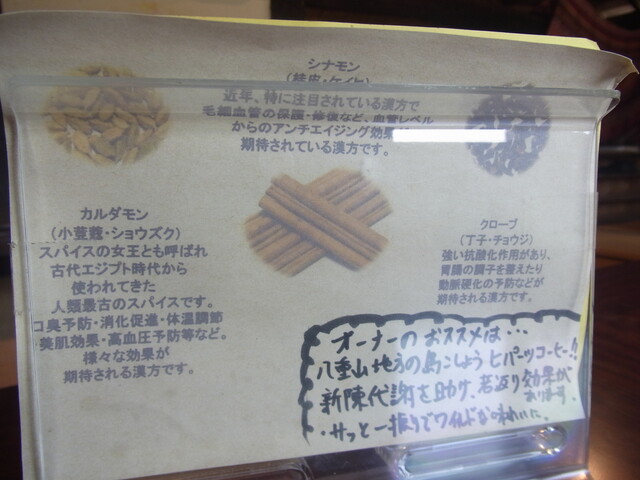 シナモン
(桂皮・ケイヒ)
近年、特に注目されている漢方で
毛細血管の保護・修復など、血管レベル
からのアンチエイジング効果
期待されている漢方です。
カルダモン
(小荳蔲・ショウズク)
スパイスの女王とも呼ばれ
古代エジプト時代から
使われてきた
人類最古のスパイスです。
口臭予防・消化促進・体温調節
美肌効果・高血圧予防等など。
様々な効果が
期待される漢方です。
クローブ
(丁子・チョウジ)
強い抗酸化作用があり、
胃腸の調子を整えたり
動脈硬化の予防などが
期待される漢方です。
オーナーのおススメは…
八重山地方の島こしょうヒパーツコーヒー!!
新陳代謝を助け、若返り効果が
あります。
・サッと一振りでワイルドな味わいに。